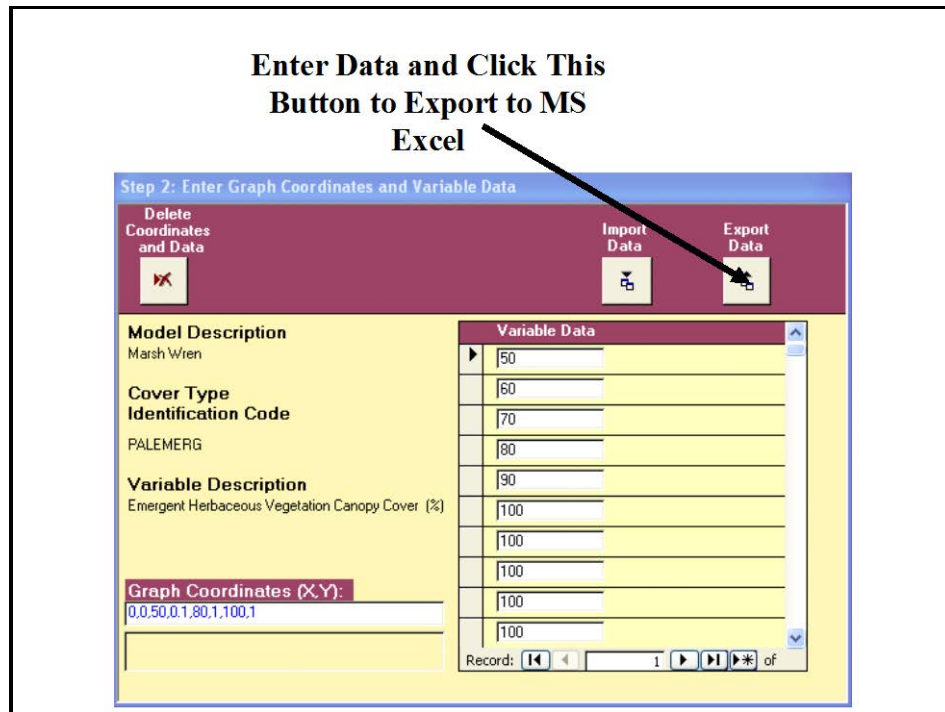 Enter Data and Click This
Button to Export to MS
Excel
Step 2: Enter Graph Coordinates and Variable Data
Delete
Coordinates
and Data
Import
Data
Export
Data
Model Description
Marsh Wren
Cover Type
Identification Code
PALEMERG
Variable Description
Emergent Herbaceous Vegetation Canopy Cover (%)
Graph Coordinates (X,Y):
0,0,50,0.1,80,1,100,1
Variable Data
50
60
70
80
90
100
100
100
100
100
Record: 1 of